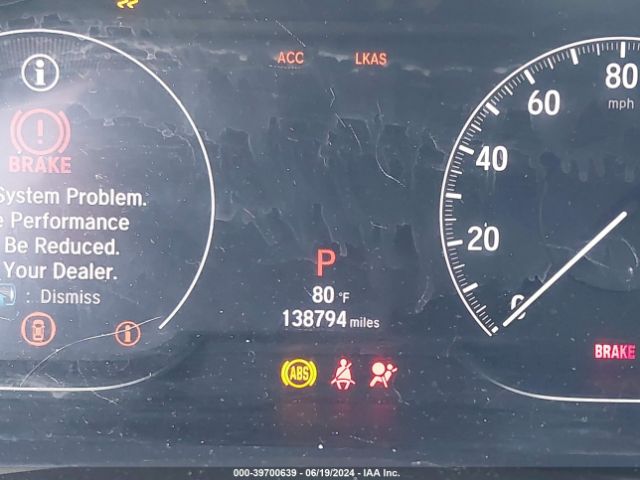 ACC LKAS
BRAKE
System Problem.
Performance
Be Reduced.
Your Dealer.
: Dismiss
P
80 °F
138794 miles
ABS
80
mph
60
40
20
0
BRAKE
000-39700639 - 06/19/2024 - IAA Inc.